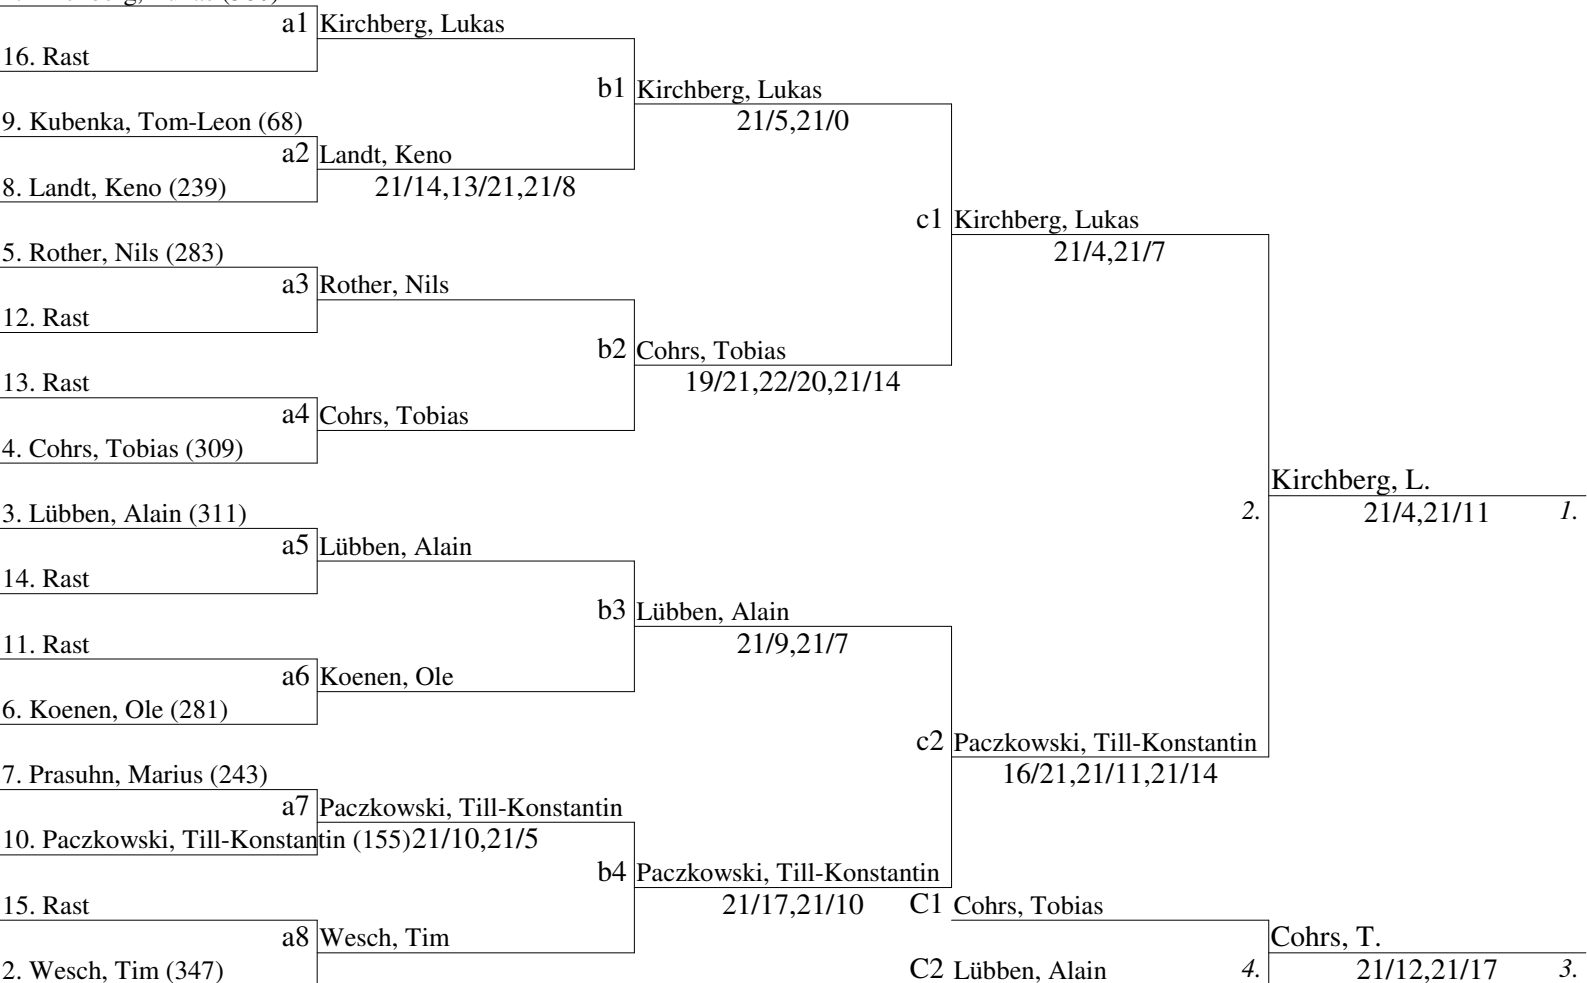 a1 Kirchberg, Lukas
16. Rast
b1 Kirchberg, Lukas
21/5,21/0
9. Kubenka, Tom-Leon (68)
a2 Landt, Keno
8. Landt, Keno (239)
21/14,13/21,21/8
c1 Kirchberg, Lukas
21/4,21/7
5. Rother, Nils (283)
a3 Rother, Nils
12. Rast
b2 Cohrs, Tobias
19/21,22/20,21/14
13. Rast
a4 Cohrs, Tobias
4. Cohrs, Tobias (309)
Kirchberg, L.
2. 21/4,21/11 1.
3. Lübben, Alain (311)
a5 Lübben, Alain
14. Rast
b3 Lübben, Alain
21/9,21/7
11. Rast
a6 Koenen, Ole
6. Koenen, Ole (281)
c2 Paczkowski, Till-Konstantin
16/21,21/11,21/14
7. Prasuhn, Marius (243)
a7 Paczkowski, Till-Konstantin
10. Paczkowski, Till-Konstantin (155) 21/10,21/5
b4 Paczkowski, Till-Konstantin
21/17,21/10
15. Rast
a8 Wesch, Tim
2. Wesch, Tim (347)
C1 Cohrs, Tobias
Cohrs, T.
C2 Lübben, Alain
4. 21/12,21/17 3.